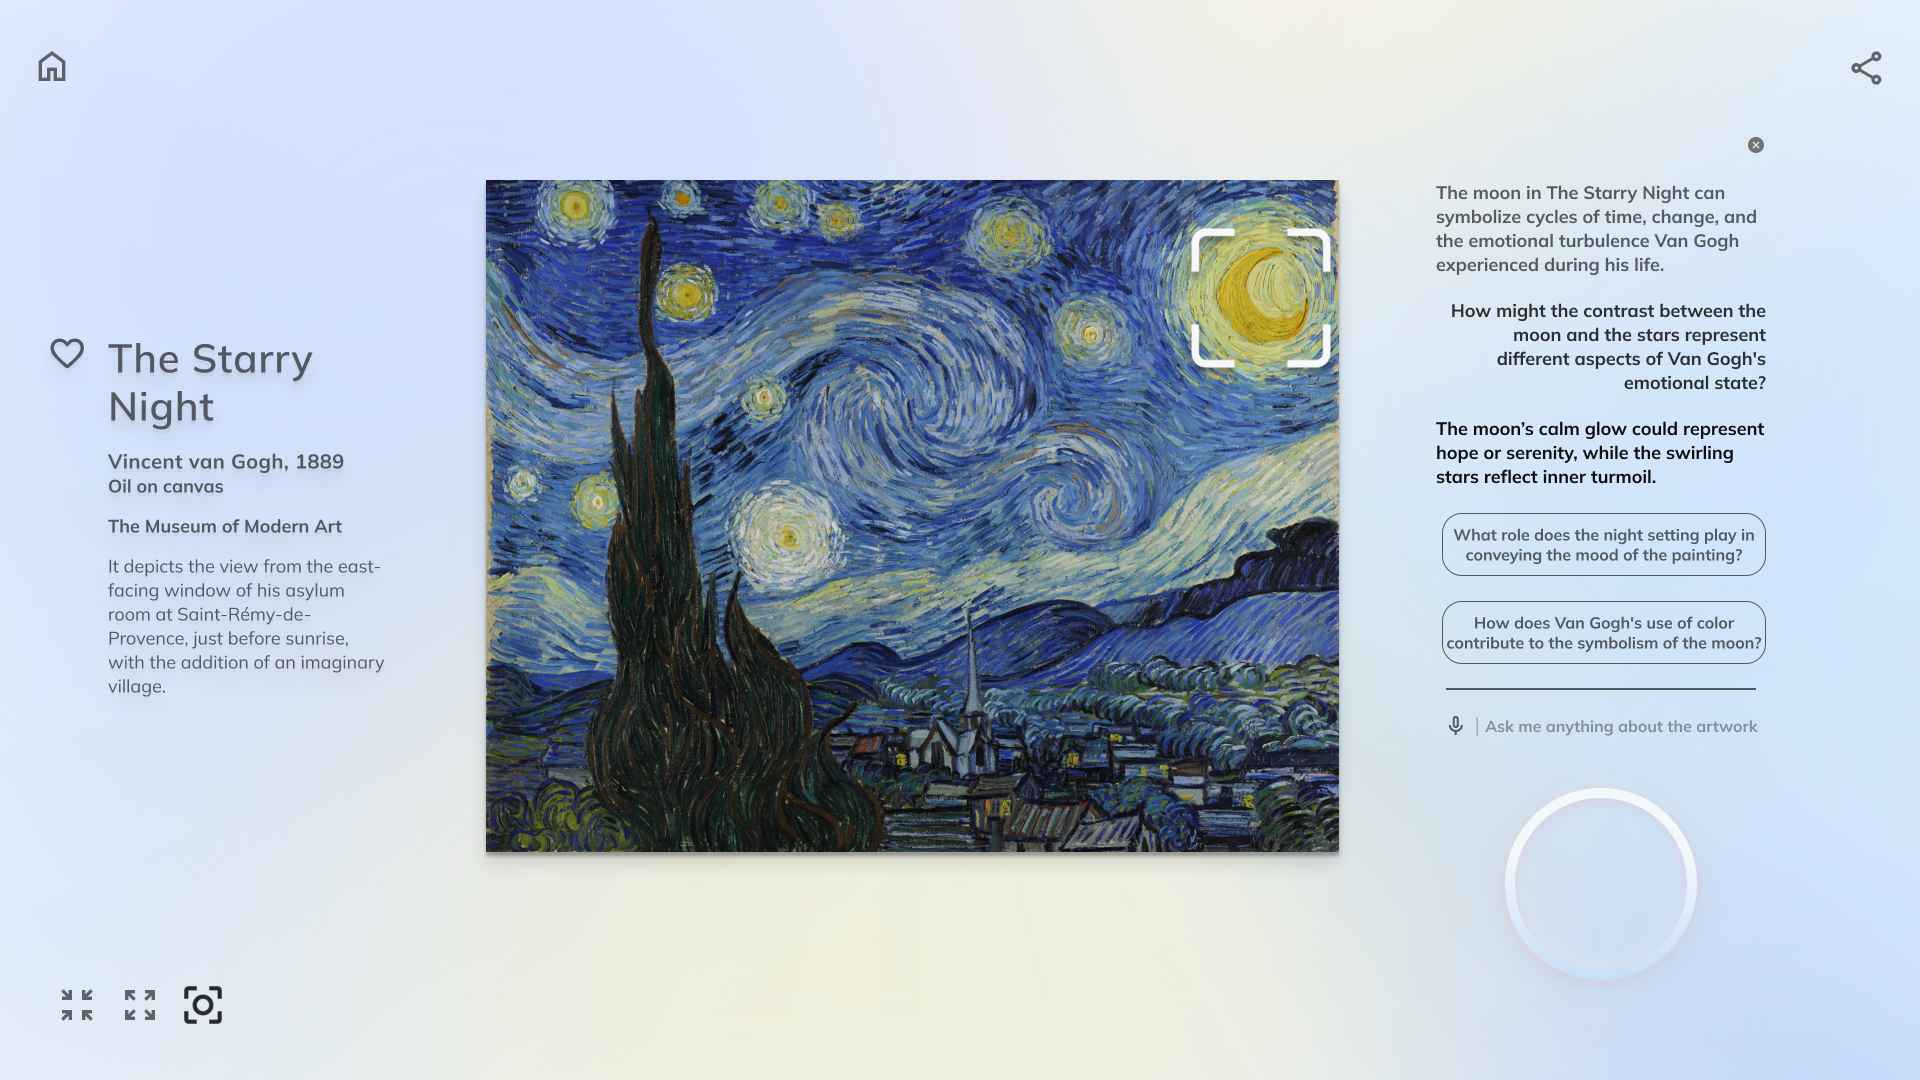 The Starry
Night
Vincent van Gogh, 1889
Oil on canvas
The Museum of Modern Art
It depicts the view from the east-
facing window of his asylum
room at Saint-Rémy-de-
Provence, just before sunrise,
with the addition of an imaginary
village.
The moon in The Starry Night can
symbolize cycles of time, change, and
the emotional turbulence Van Gogh
experienced during his life.
How might the contrast between the
moon and the stars represent
different aspects of Van Gogh's
emotional state?
The moon’s calm glow could represent
hope or serenity, while the swirling
stars reflect inner turmoil.
What role does the night setting play in
conveying the mood of the painting?
How does Van Gogh's use of color
contribute to the symbolism of the moon?
Ask me anything about the artwork